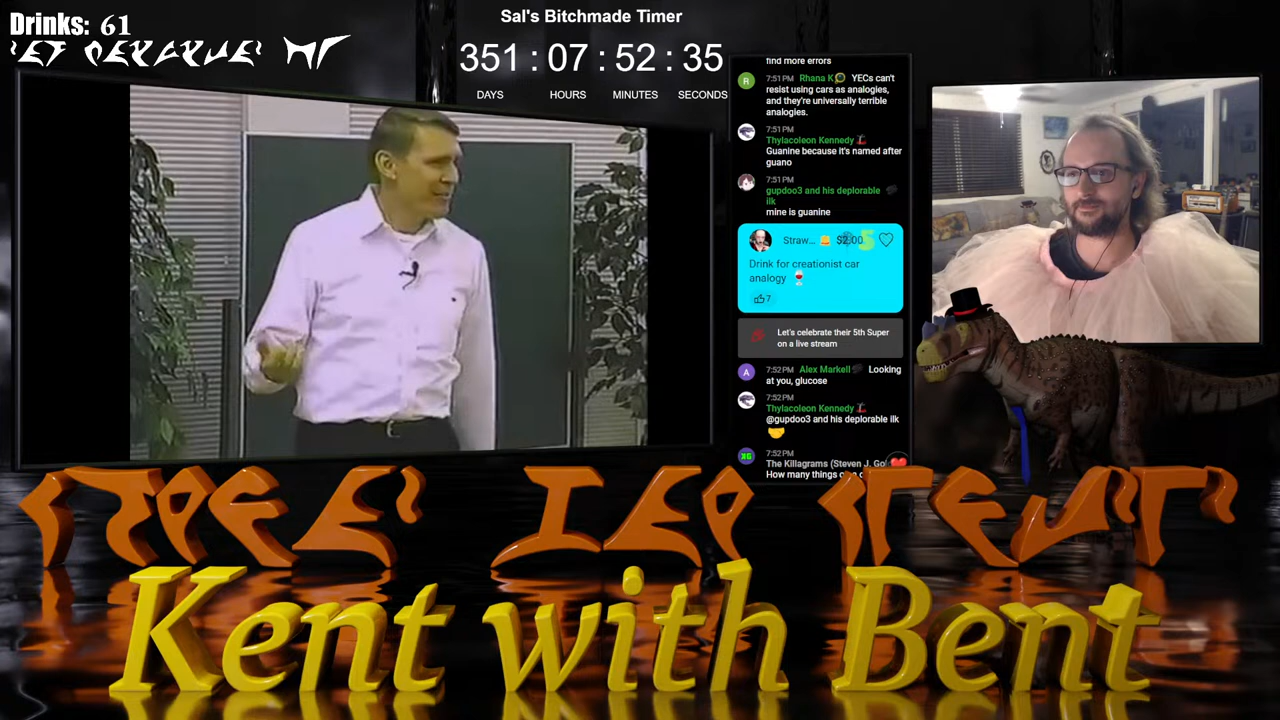 Drinks: 61
Sal's Bitchmade Timer
351 : 07 : 52 : 35
DAYS HOURS MINUTES SECONDS
find more errors
R
7:51 PM Rhana K YECs can't
resist using cars as analogies,
and they're universally terrible
analogies.
7:51 PM
Thylacoleon Kennedy
Guanine because it's named after
guano
7:51 PM
gupdoo3 and his deplorable
ilk
mine is guanine
Straw... $2.00 5
Drink for creationist car
analogy
7
Let's celebrate their 5th Super
on a live stream
A
7:52 PM Alex Markell Looking
at you, glucose
7:52 PM
Thylacoleon Kennedy
@gupdoo3 and his deplorable ilk
7:52 PM
The Killagrams (Steven J. Go
How many things
Kent with Bent